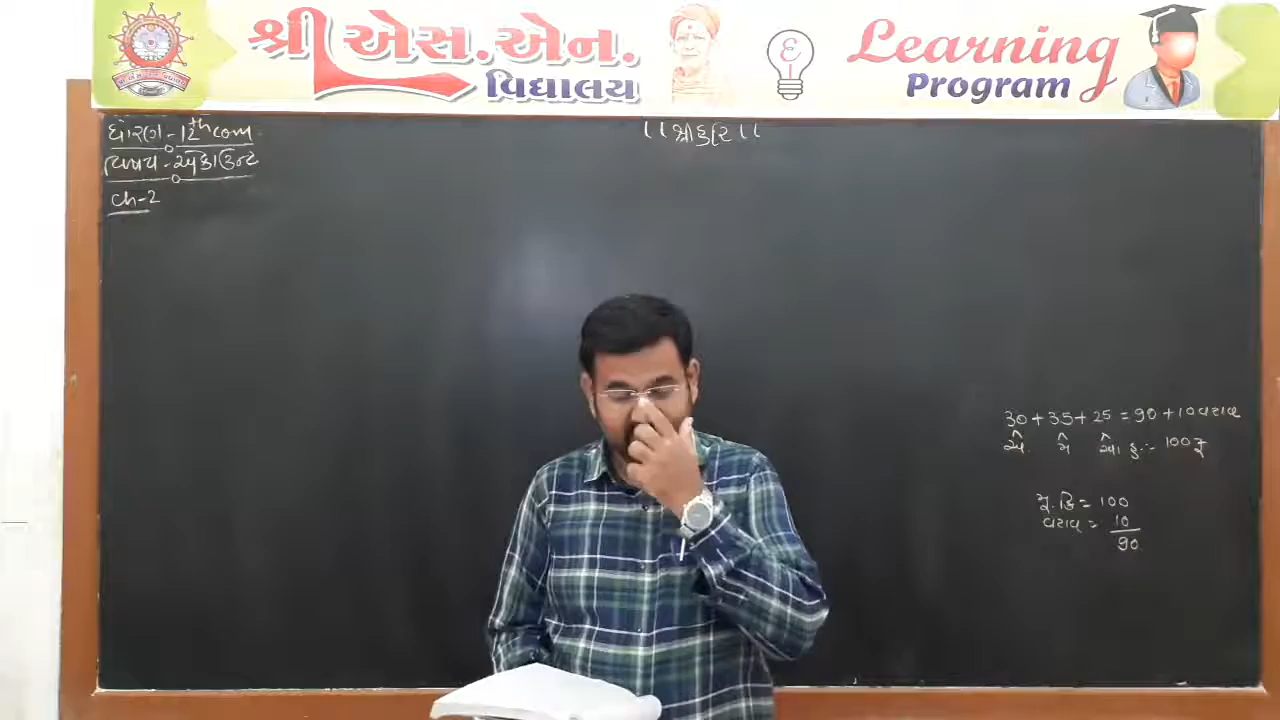 શ્રી એસ.એન.
વિદ્યાલય
Learning
Program
ધોરણ - 12th com
વિષય - એકાઉન્ટ
ch-2
30 + 35 + 25 = 90 + 10 વટાવ
100 ₹
મૂ. કિં = 100
વટાવ = 10
90